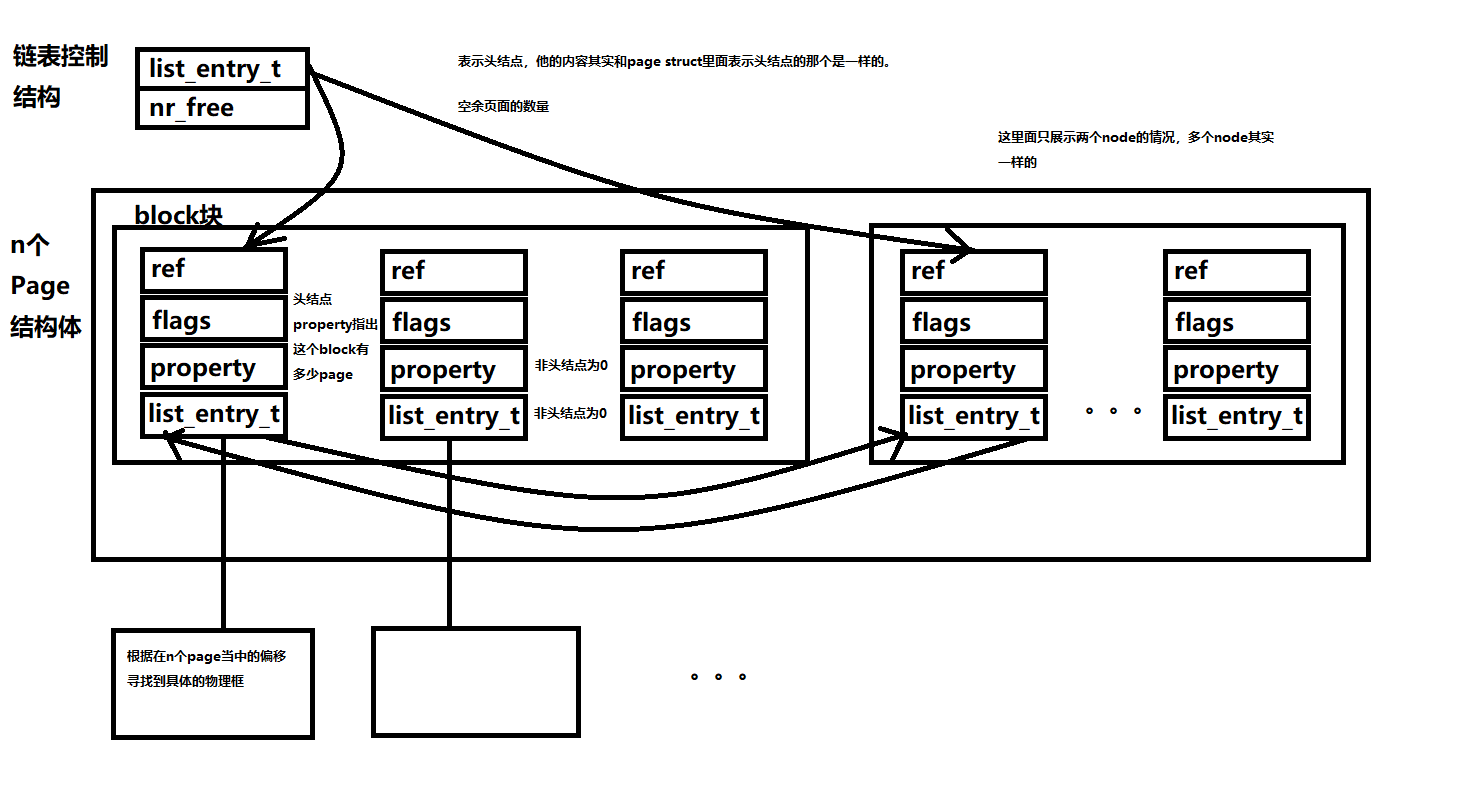 链表控制
结构
list_entry_t
nr_free
表示头结点，他的内容其实和page struct里面表示头结点的那个是一样的。
空余页面的数量
这里面只展示两个node的情况，多个node其实
一样的
n个
Page
结构体
block块
ref
flags
property
list_entry_t
头结点
property指出
这个block有
多少page
ref
flags
property
list_entry_t
非头结点为0
非头结点为0
ref
flags
property
list_entry_t
ref
flags
property
list_entry_t
。。。
ref
flags
property
list_entry_t
根据在n个page当中的偏移
寻找到具体的物理框
。。。